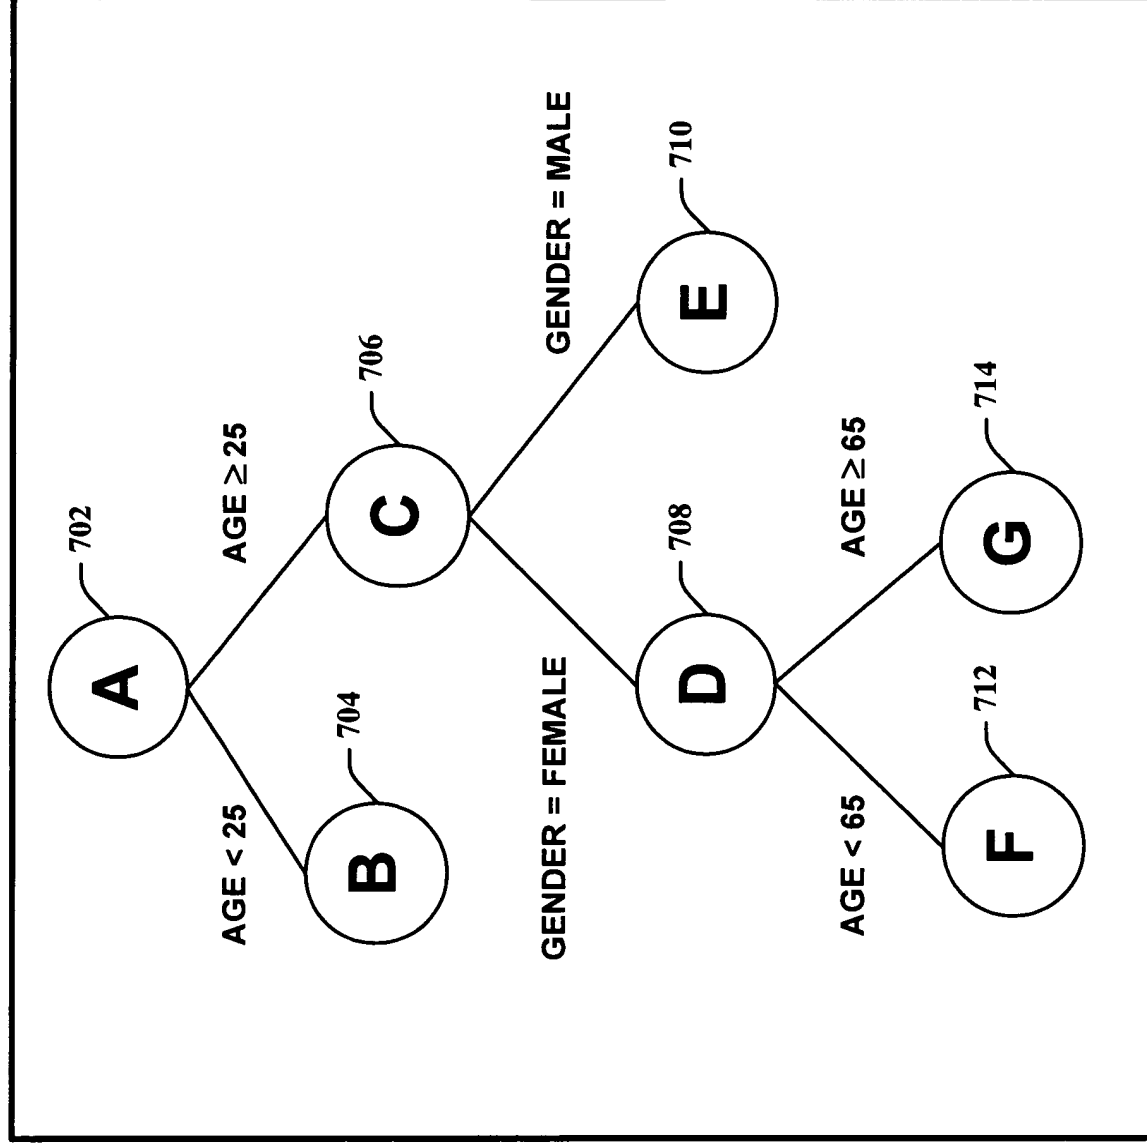 702
A
AGE < 25
AGE ≥ 25
704
B
706
C
GENDER = FEMALE
GENDER = MALE
708
D
710
E
AGE < 65
AGE ≥ 65
712
F
714
G